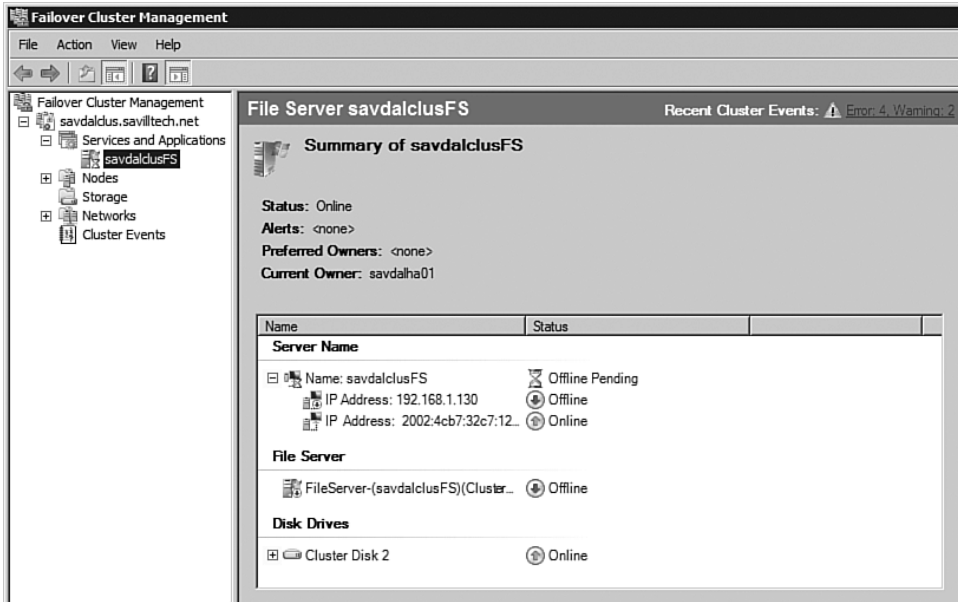 Failover Cluster Management
File Action View Help
Failover Cluster Management
savdaldus.savilltech.net
Services and Applications
savdaldusFS
Nodes
Storage
Networks
Cluster Events
File Server savdalclusFS
Recent Cluster Events: Error: 4, Warning: 2
Summary of savdalclusFS
Status: Online
Alerts: <none>
Preferred Owners: <none>
Current Owner: savdalha01
Name Status
Server Name
Name: savdalclusFS Offline Pending
IP Address: 192.168.1.130 Offline
IP Address: 2002:4cb7:32c7:12... Online
File Server
FileServer-(savdalclusFS)(Cluster... Offline
Disk Drives
Cluster Disk 2 Online